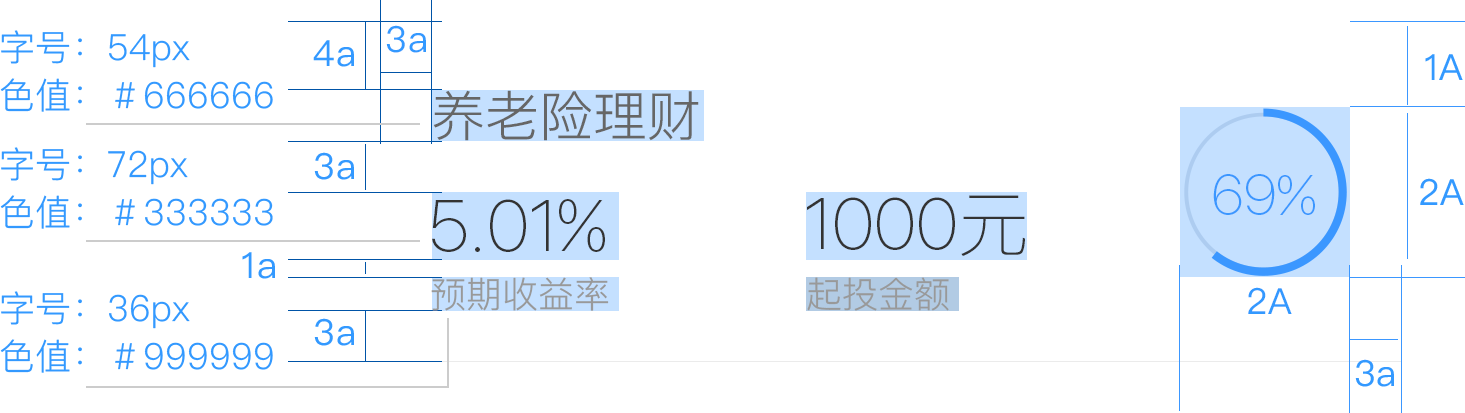 字号：54px
色值：＃666666
4a
3a
养老险理财
1A
字号：72px
色值：＃333333
3a
5.01%
1000元
69%
2A
1a
字号：36px
色值：＃999999
3a
预期收益率
起投金额
2A
3a